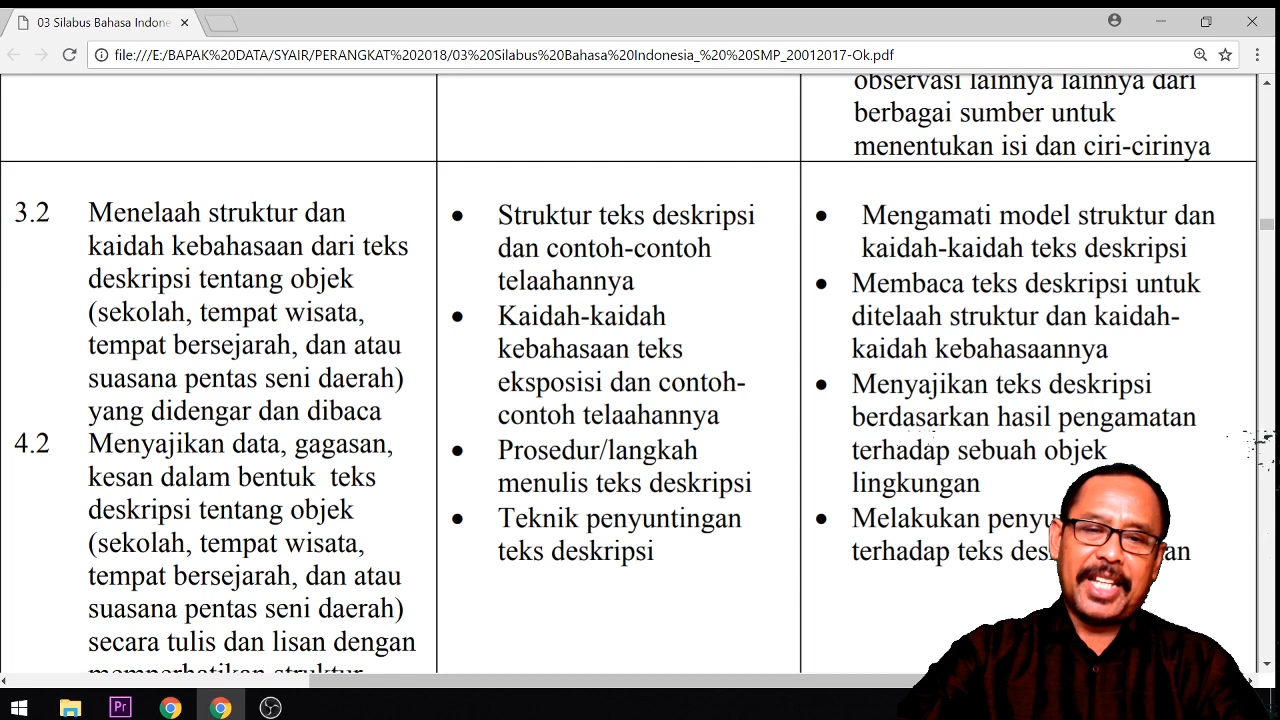 03 Silabus Bahasa Indone
file:///E:/BAPAK%20DATA/SYAIR/PERANGKAT%202018/03%20Silabus%20Bahasa%20Indonesia_%20%20SMP_20012017-Ok.pdf
observasi lainnya lainnya dari
berbagai sumber untuk
menentukan isi dan ciri-cirinya
3.2 Menelaah struktur dan
kaidah kebahasaan dari teks
deskripsi tentang objek
(sekolah, tempat wisata,
tempat bersejarah, dan atau
suasana pentas seni daerah)
yang didengar dan dibaca
4.2 Menyajikan data, gagasan,
kesan dalam bentuk teks
deskripsi tentang objek
(sekolah, tempat wisata,
tempat bersejarah, dan atau
suasana pentas seni daerah)
secara tulis dan lisan dengan
memperhatikan struktur
• Struktur teks deskripsi
dan contoh-contoh
telaahannya
• Kaidah-kaidah
kebahasaan teks
eksposisi dan contoh-
contoh telaahannya
• Prosedur/langkah
menulis teks deskripsi
• Teknik penyuntingan
teks deskripsi
• Mengamati model struktur dan
kaidah-kaidah teks deskripsi
• Membaca teks deskripsi untuk
ditelaah struktur dan kaidah-
kaidah kebahasaannya
• Menyajikan teks deskripsi
berdasarkan hasil pengamatan
terhadap sebuah objek
lingkungan
• Melakukan
terhadap teks
Pr